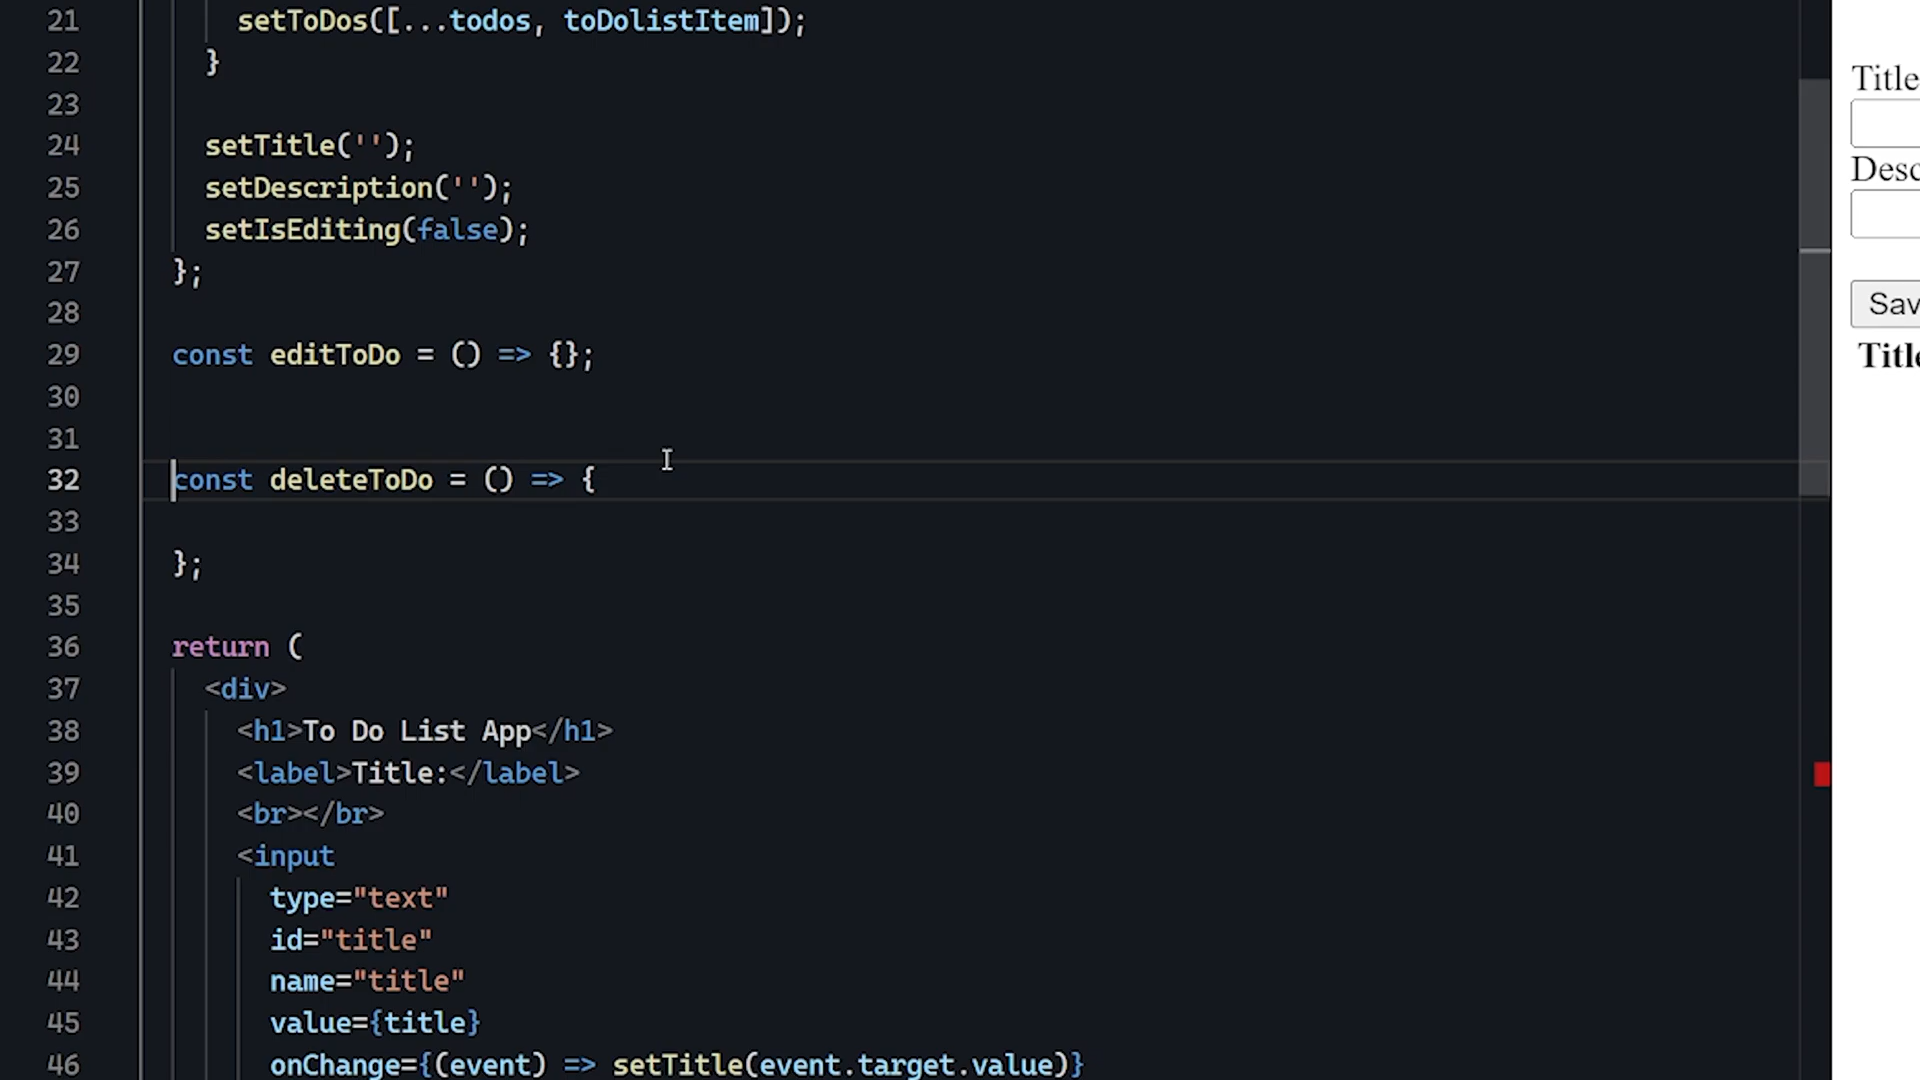 21 setToDos([...todos, toDolistItem]);
22 }
23
24 setTitle('');
25 setDescription('');
26 setIsEditing(false);
27 };
28
29 const editToDo = () => {};
30
31
32 const deleteToDo = () => {
33
34 };
35
36 return (
37 <div>
38 <h1>To Do List App</h1>
39 <label>Title:</label>
40 <br></br>
41 <input
42 type="text"
43 id="title"
44 name="title"
45 value={title}
46 onChange={(event) => setTitle(event.target.value)}
Title
Desc
Sav
Title